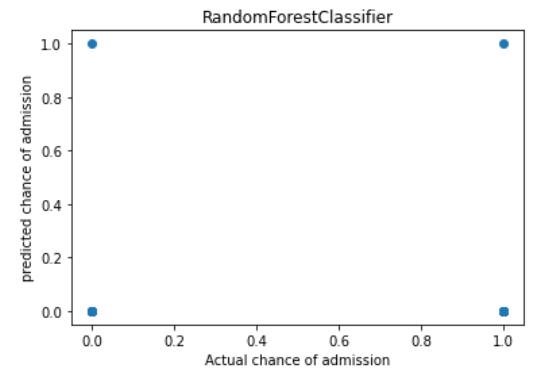 RandomForestClassifier
1.0
0.8
0.6
0.4
0.2
0.0
predicted chance of admission
0.0 0.2 0.4 0.6 0.8 1.0
Actual chance of admission